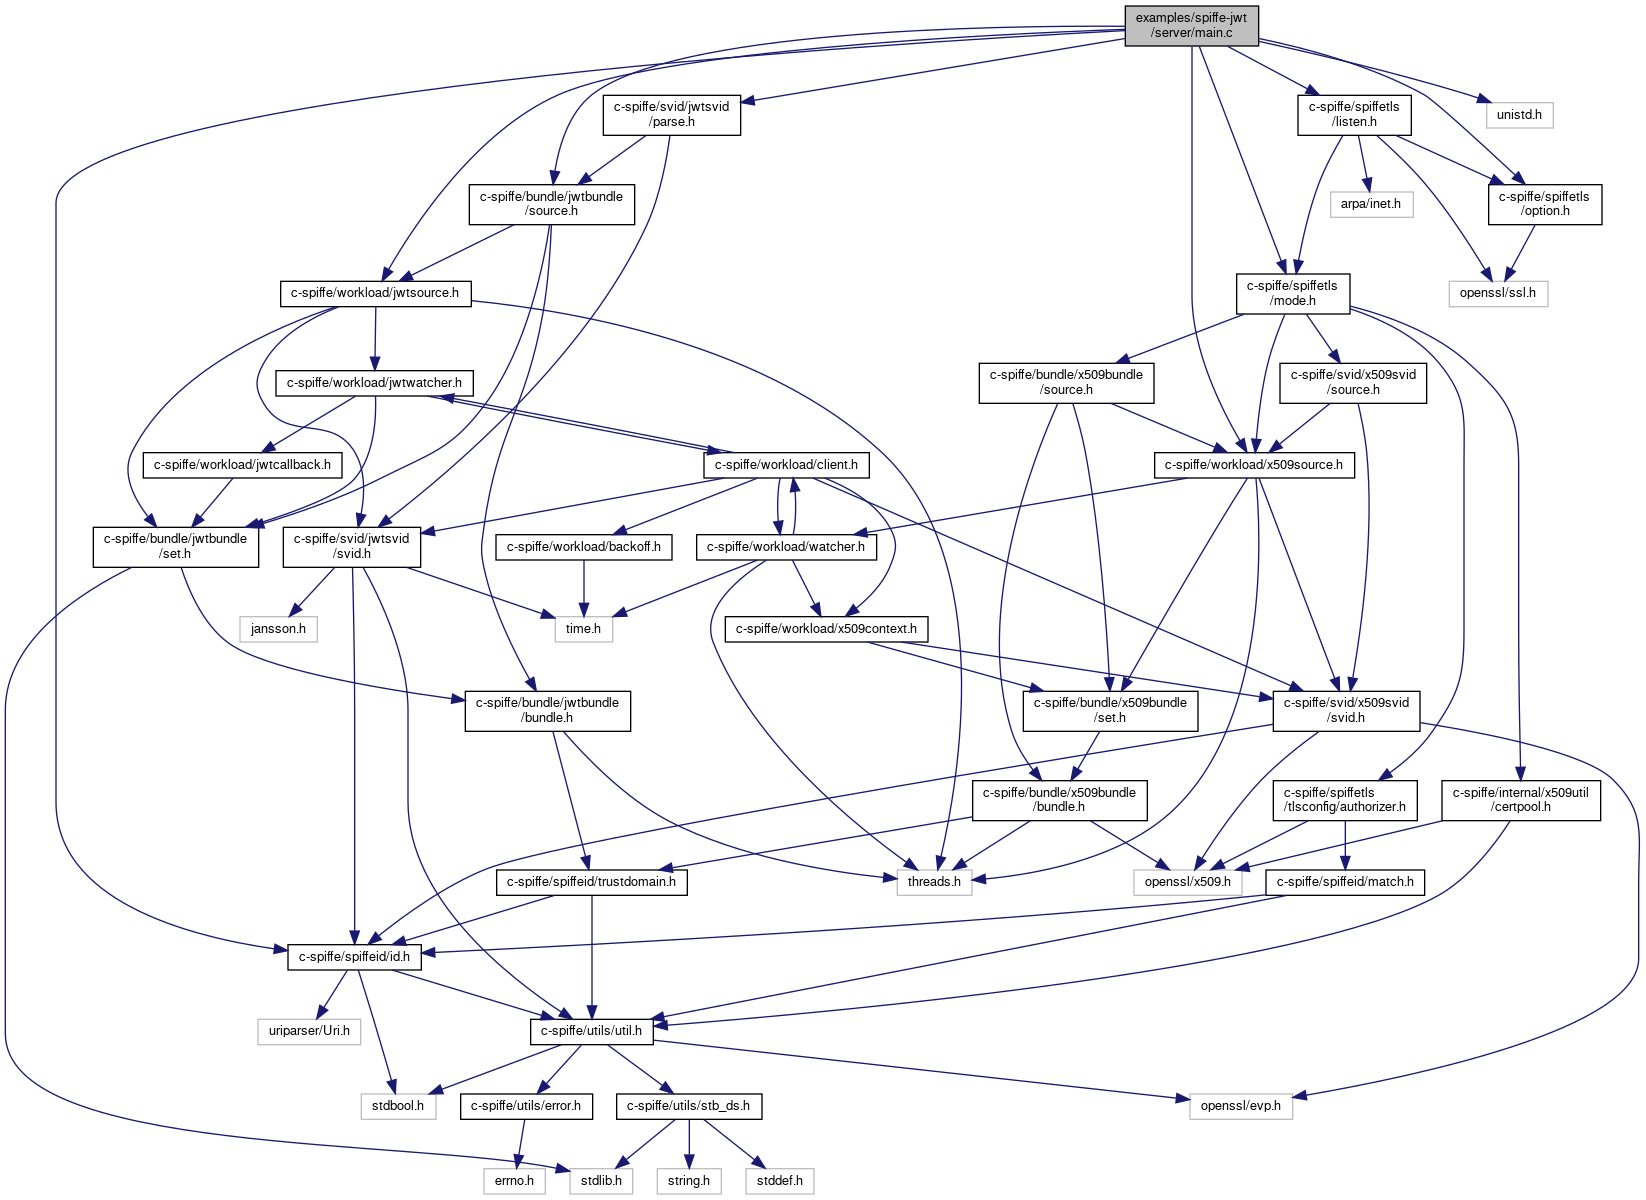 examples/spiffe-jwt
/server/main.c
c-spiffe/svid/jwtsvid
/parse.h
c-spiffe/spiffetls
/listen.h
unistd.h
c-spiffe/bundle/jwtbundle
/source.h
arpa/inet.h
c-spiffe/spiffetls
/option.h
c-spiffe/workload/jwtsource.h
c-spiffe/spiffetls
/mode.h
openssl/ssl.h
c-spiffe/workload/jwtwatcher.h
c-spiffe/bundle/x509bundle
/source.h
c-spiffe/svid/x509svid
/source.h
c-spiffe/workload/jwtcallback.h
c-spiffe/workload/client.h
c-spiffe/workload/x509source.h
c-spiffe/bundle/jwtbundle
/set.h
c-spiffe/svid/jwtsvid
/svid.h
c-spiffe/workload/backoff.h
c-spiffe/workload/watcher.h
jansson.h
time.h
c-spiffe/workload/x509context.h
c-spiffe/bundle/jwtbundle
/bundle.h
c-spiffe/bundle/x509bundle
/set.h
c-spiffe/svid/x509svid
/svid.h
c-spiffe/bundle/x509bundle
/bundle.h
c-spiffe/spiffetls
/tlsconfig/authorizer.h
c-spiffe/internal/x509util
/certpool.h
c-spiffe/spiffeid/trustdomain.h
threads.h
openssl/x509.h
c-spiffe/spiffeid/match.h
c-spiffe/spiffeid/id.h
uriparser/Uri.h
c-spiffe/utils/util.h
stdbool.h
c-spiffe/utils/error.h
c-spiffe/utils/stb_ds.h
openssl/evp.h
errno.h
stdlib.h
string.h
stddef.h